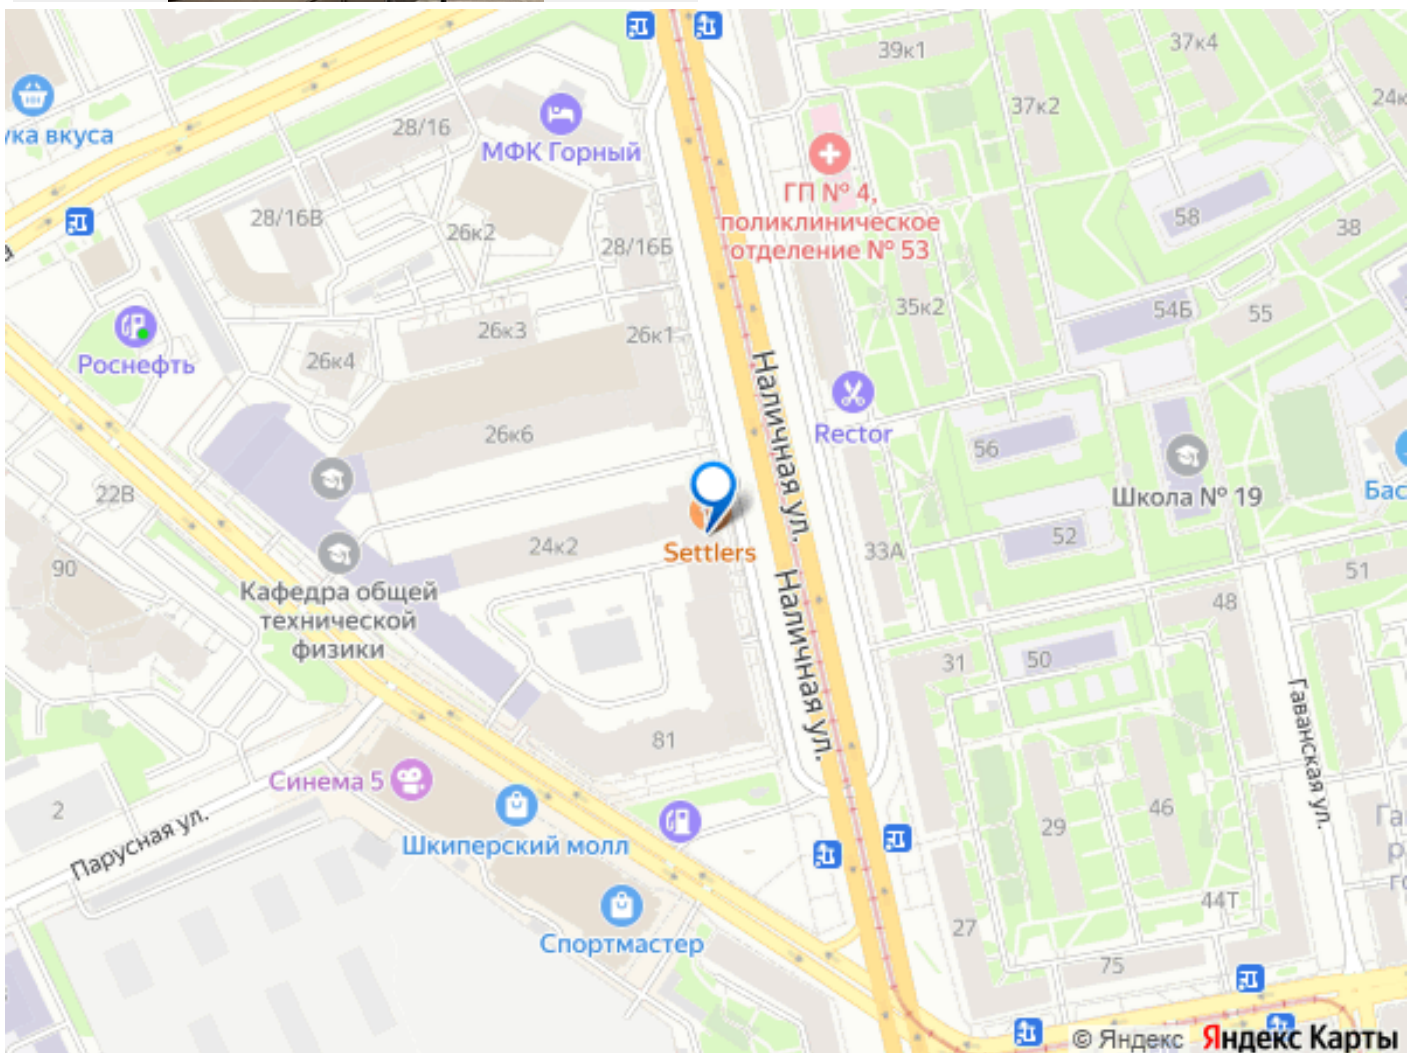 39к1
37к4
37к2
ука вкуса
28/16
МФК Горный
ГП № 4,
поликлиническое
отделение № 53
28/16В
26к2
28/16Б
58
38
35к2
54Б
55
Роснефть
26к3
26к1
26к4
Наличная ул.
Rector
26к6
56
22В
Школа № 19
Бас
24к2
Settlers
33А
52
90
51
Кафедра общей
технической
физики
Наличная ул.
48
31
50
Гаванская ул.
81
Синема 5
2
Парусная ул.
Шкиперский молл
29
46
Га
44Т
27
Спортмастер
75
© Яндекс Яндекс Карты